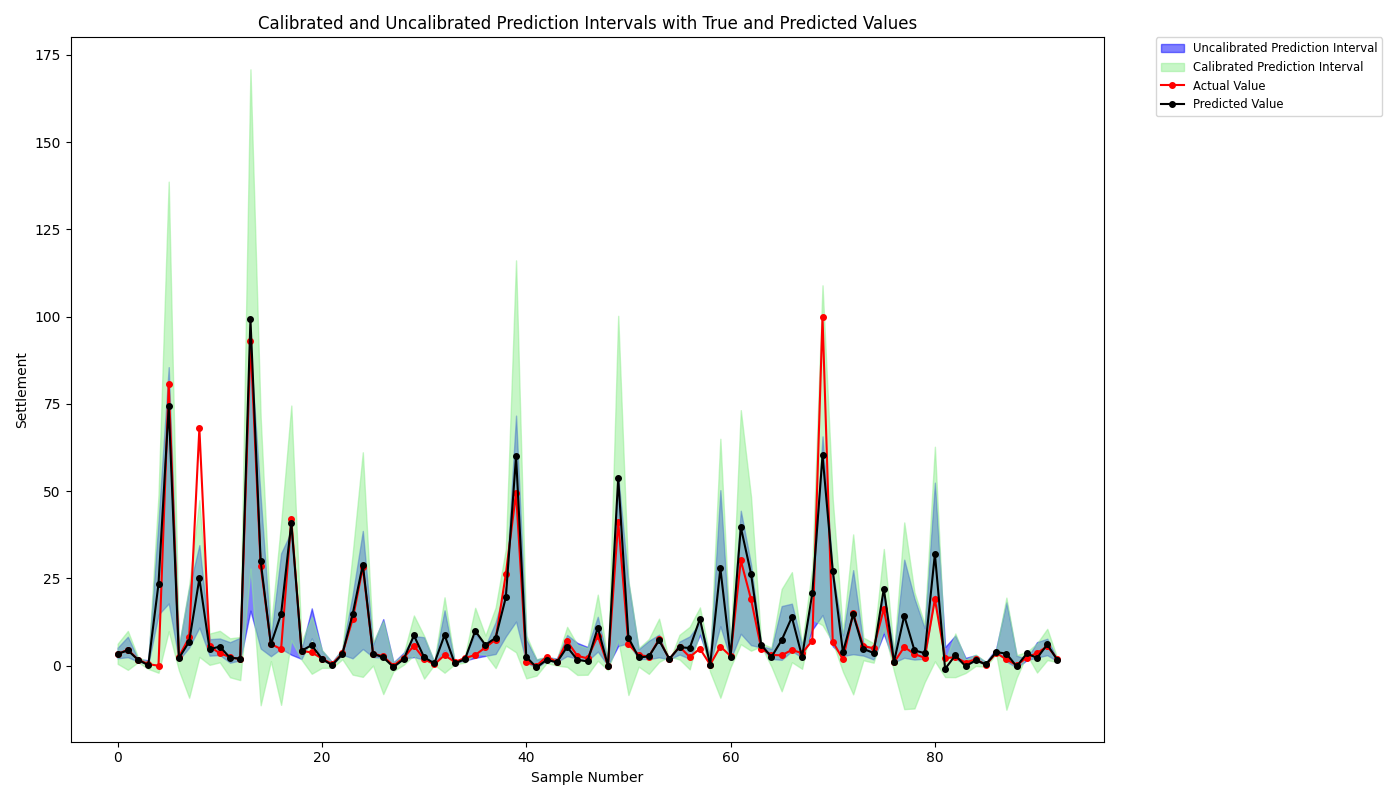 Calibrated and Uncalibrated Prediction Intervals with True and Predicted Values
175
150
125
100
75
50
25
0
Settlement
0 20 40 60 80
Sample Number
Uncalibrated Prediction Interval
Calibrated Prediction Interval
Actual Value
Predicted Value